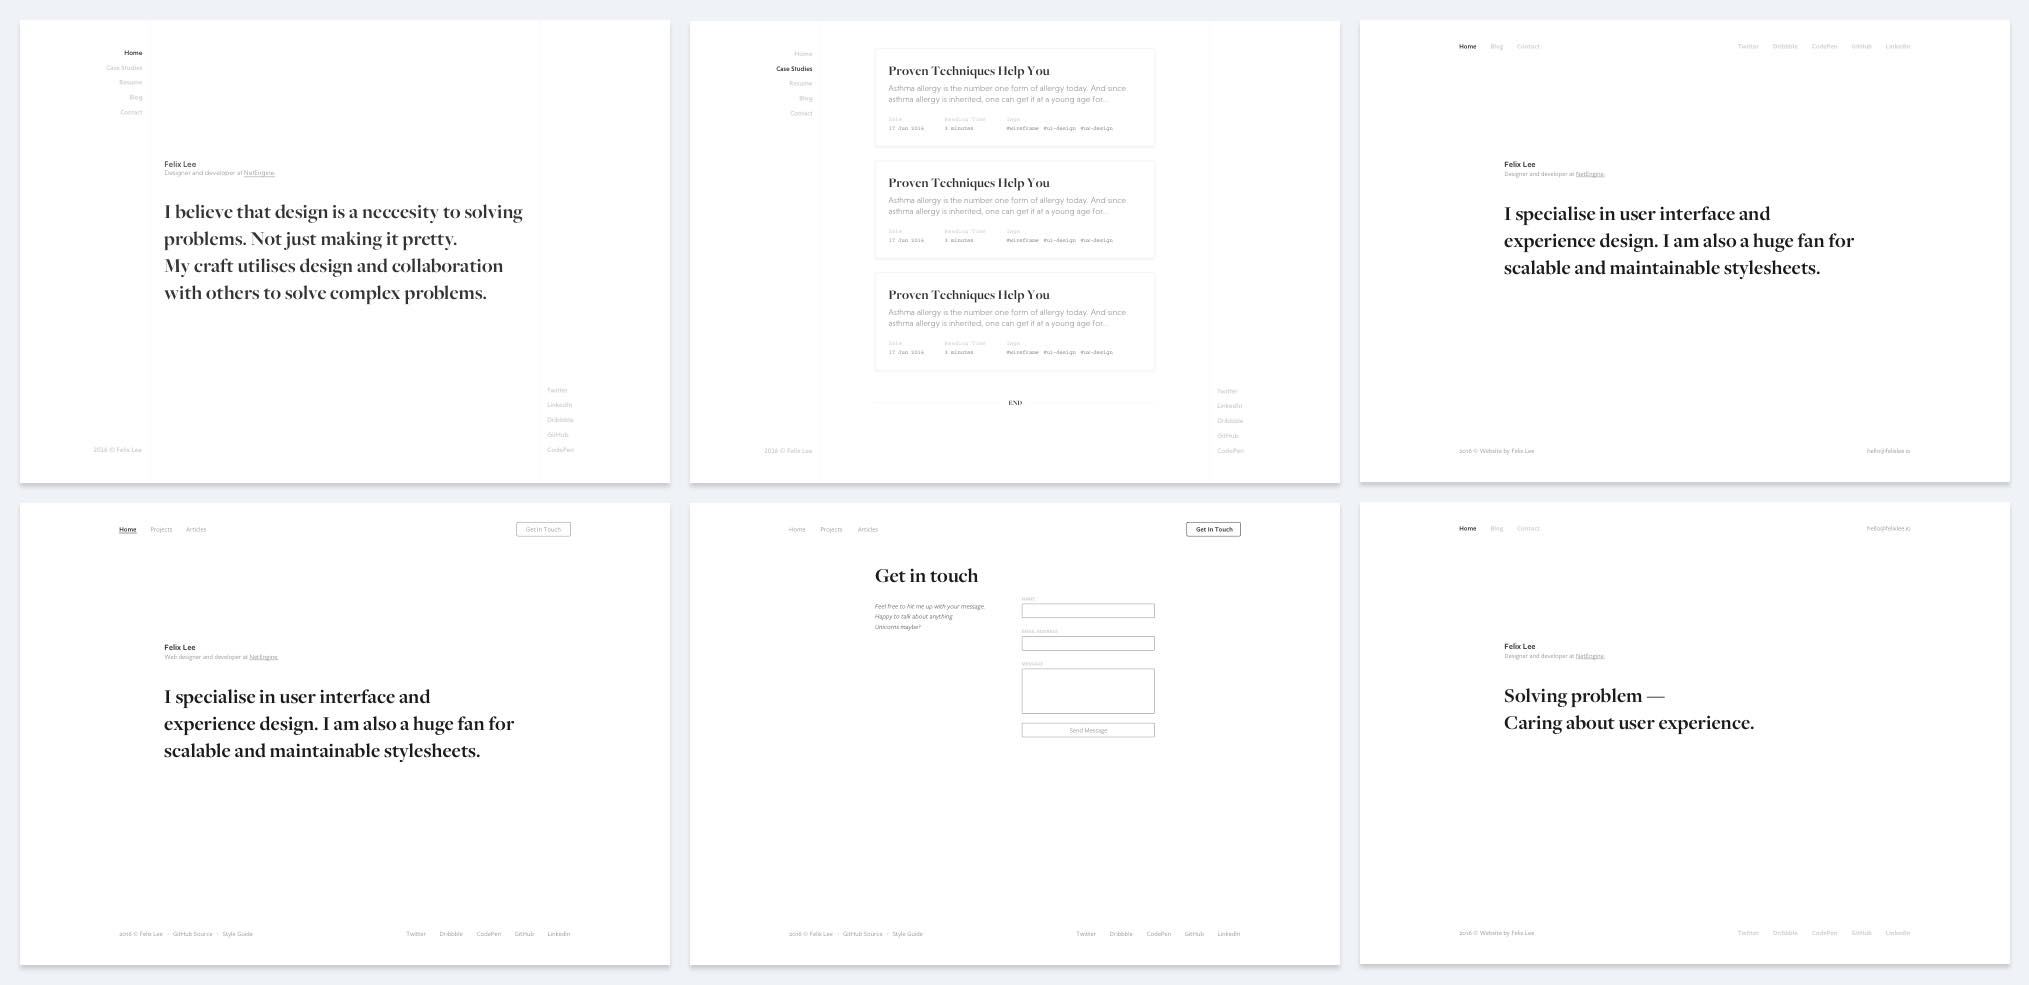 Home
Case Studies
Resume
Blog
Contact
Felix Lee
Designer and developer at NetEngine.
I believe that design is a neccesity to solving
problems. Not just making it pretty.
My craft utilises design and collaboration
with others to solve complex problems.
Twitter
LinkedIn
Dribbble
GitHub
CodePen
2016 © Felix Lee
Home
Case Studies
Resume
Blog
Contact
Proven Techniques Help You
Asthma allergy is the number one form of allergy today. And since
asthma allergy is inherited, one can get it at a young age for...
Date Reading Time Tags
17 Jun 2016 3 minutes #wireframe #ui-design #ux-design
Proven Techniques Help You
Asthma allergy is the number one form of allergy today. And since
asthma allergy is inherited, one can get it at a young age for...
Date Reading Time Tags
17 Jun 2016 3 minutes #wireframe #ui-design #ux-design
Proven Techniques Help You
Asthma allergy is the number one form of allergy today. And since
asthma allergy is inherited, one can get it at a young age for...
Date Reading Time Tags
17 Jun 2016 3 minutes #wireframe #ui-design #ux-design
END
Twitter
LinkedIn
Dribbble
GitHub
CodePen
2016 © Felix Lee
Home Blog Contact Twitter Dribbble CodePen GitHub LinkedIn
Felix Lee
Designer and developer at NetEngine.
I specialise in user interface and
experience design. I am also a huge fan for
scalable and maintainable stylesheets.
2016 © Website by Felix Lee hello@felixlee.io
Home Projects Articles Get In Touch
Felix Lee
Web designer and developer at NetEngine.
I specialise in user interface and
experience design. I am also a huge fan for
scalable and maintainable stylesheets.
2016 © Felix Lee · GitHub Source · Style Guide Twitter Dribbble CodePen GitHub LinkedIn
Home Projects Articles Get In Touch
Get in touch
Feel free to hit me up with your message.
Happy to talk about anything.
Unicorns maybe?
NAME
EMAIL ADDRESS
MESSAGE
Send Message
2016 © Felix Lee · GitHub Source · Style Guide Twitter Dribbble CodePen GitHub LinkedIn
Home Blog Contact hello@felixlee.io
Felix Lee
Designer and developer at NetEngine.
Solving problem —
Caring about user experience.
2016 © Website by Felix Lee Twitter Dribbble CodePen GitHub LinkedIn